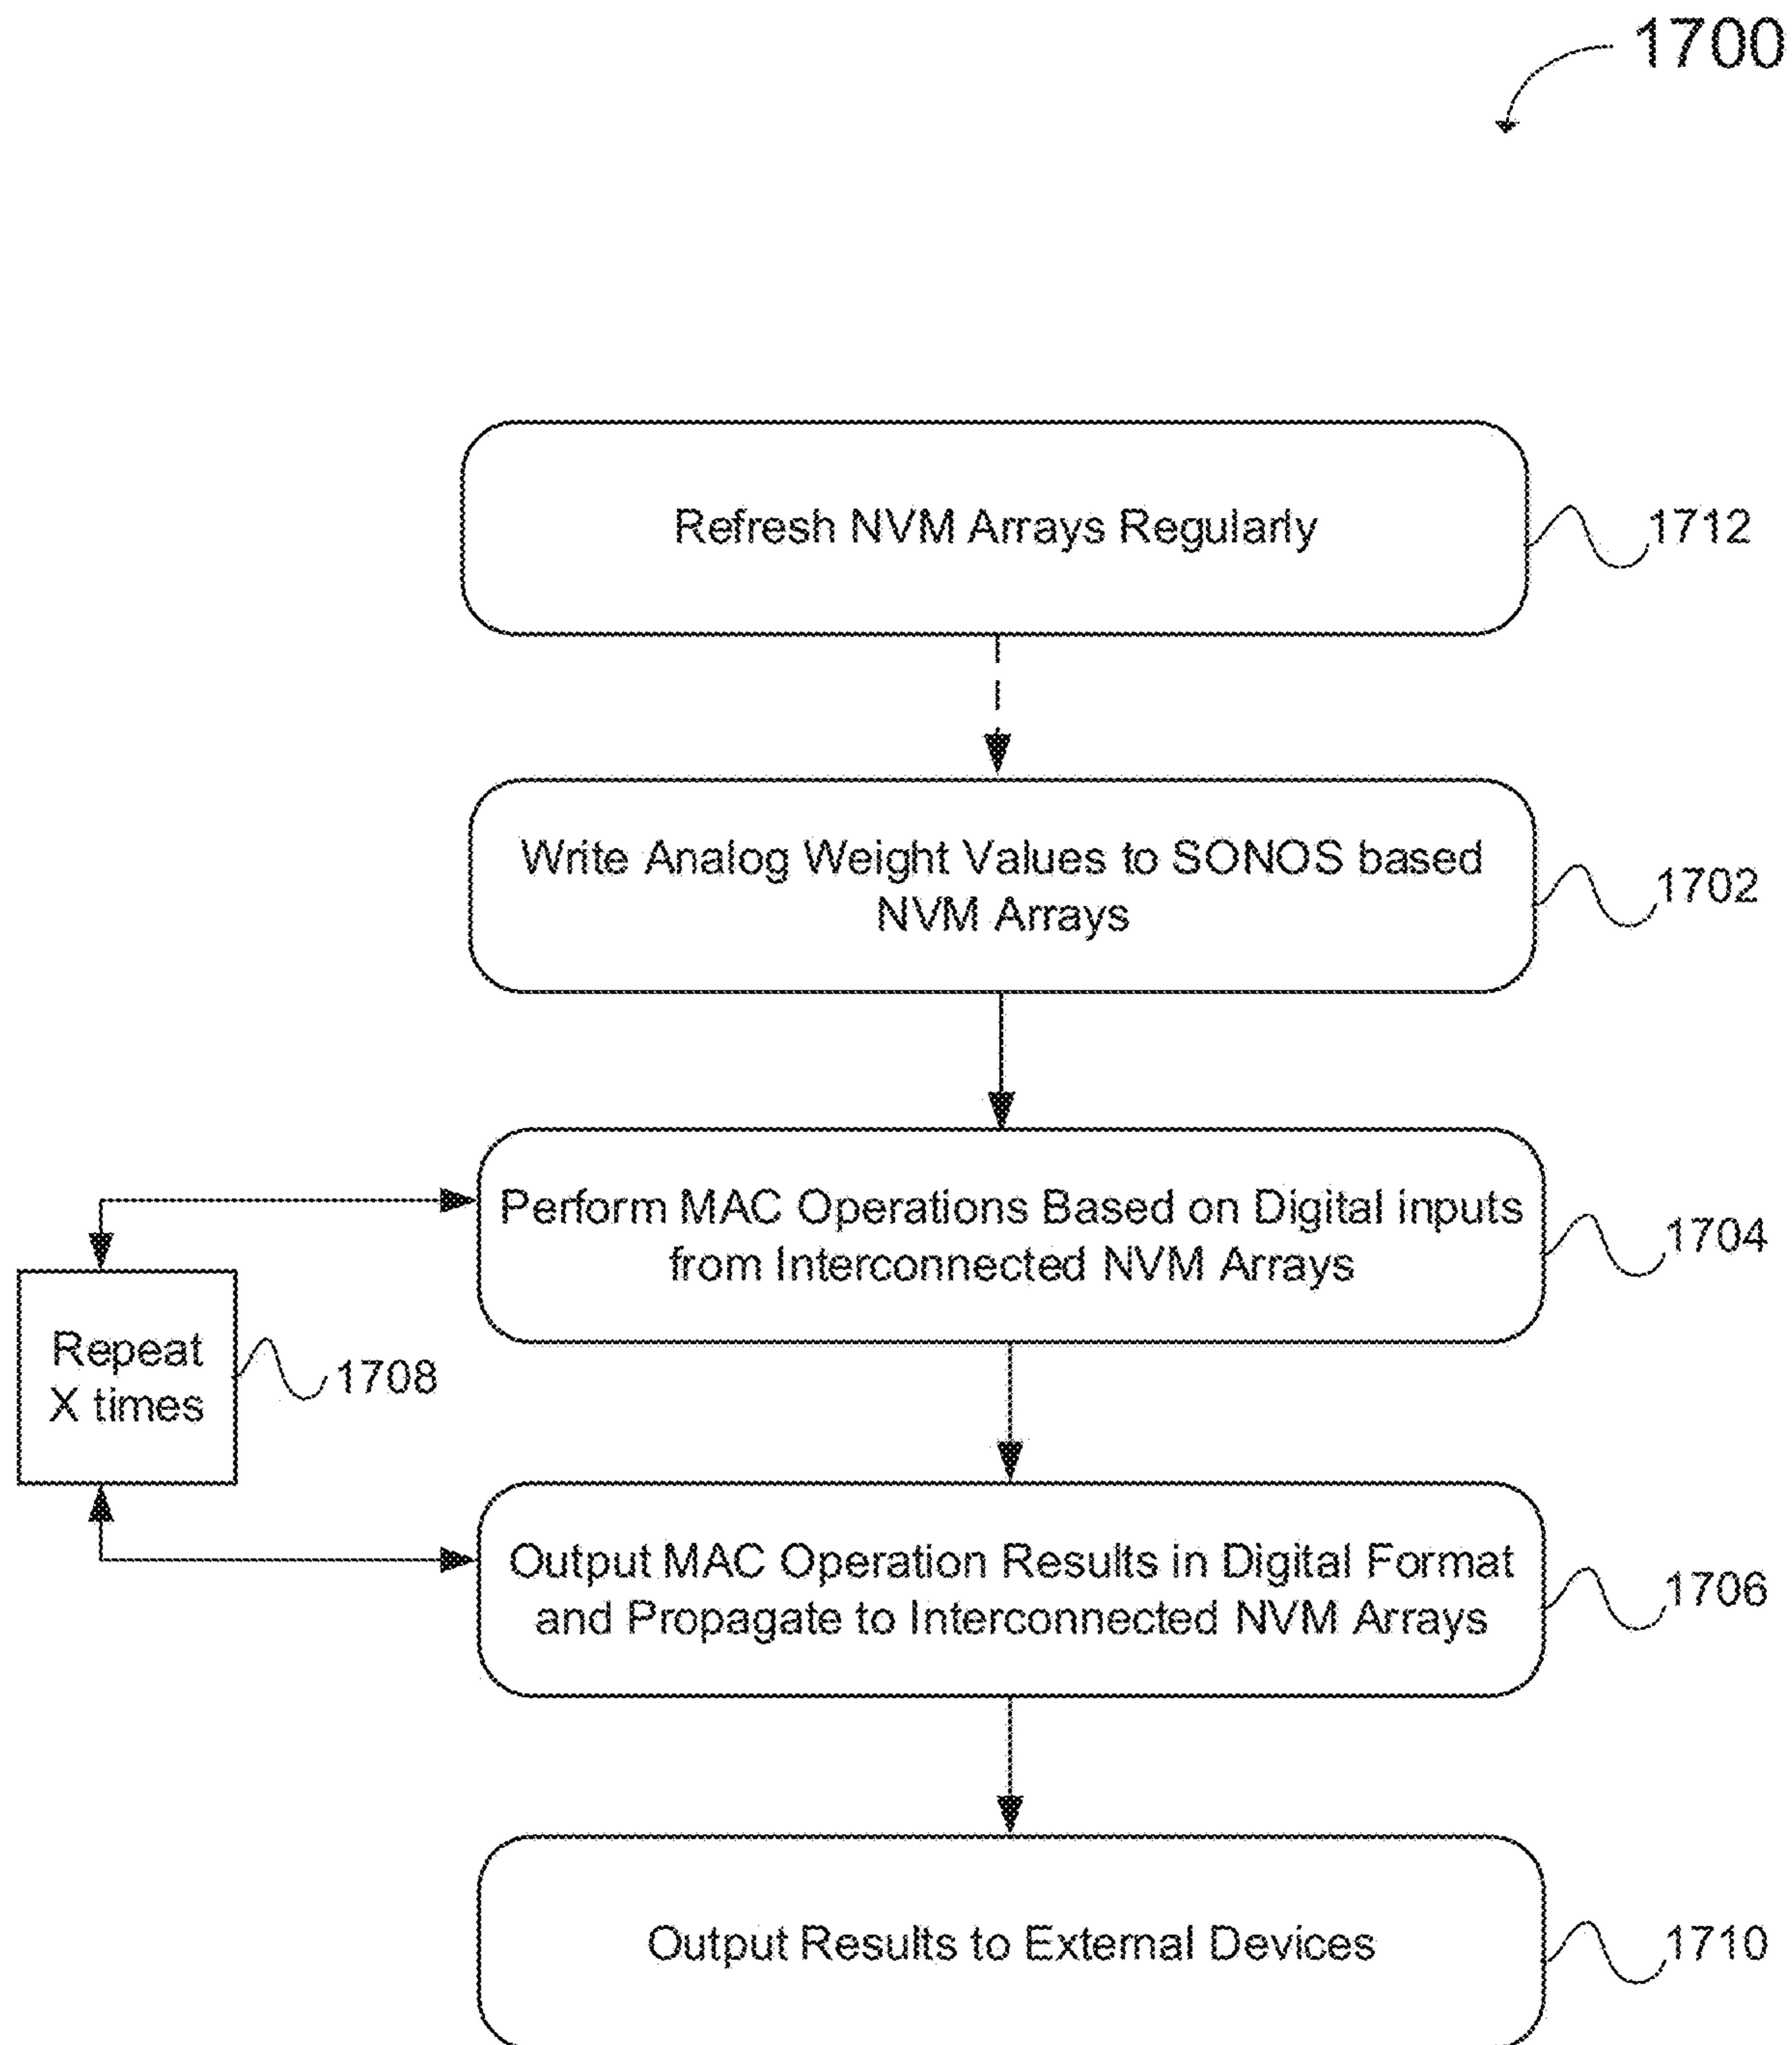 1700
Refresh NVM Arrays Regularly
1712
Write Analog Weight Values to SONOS based
NVM Arrays
1702
Perform MAC Operations Based on Digital inputs
from Interconnected NVM Arrays
1704
Repeat
X times
1708
Output MAC Operation Results in Digital Format
and Propagate to Interconnected NVM Arrays
1706
Output Results to External Devices
1710